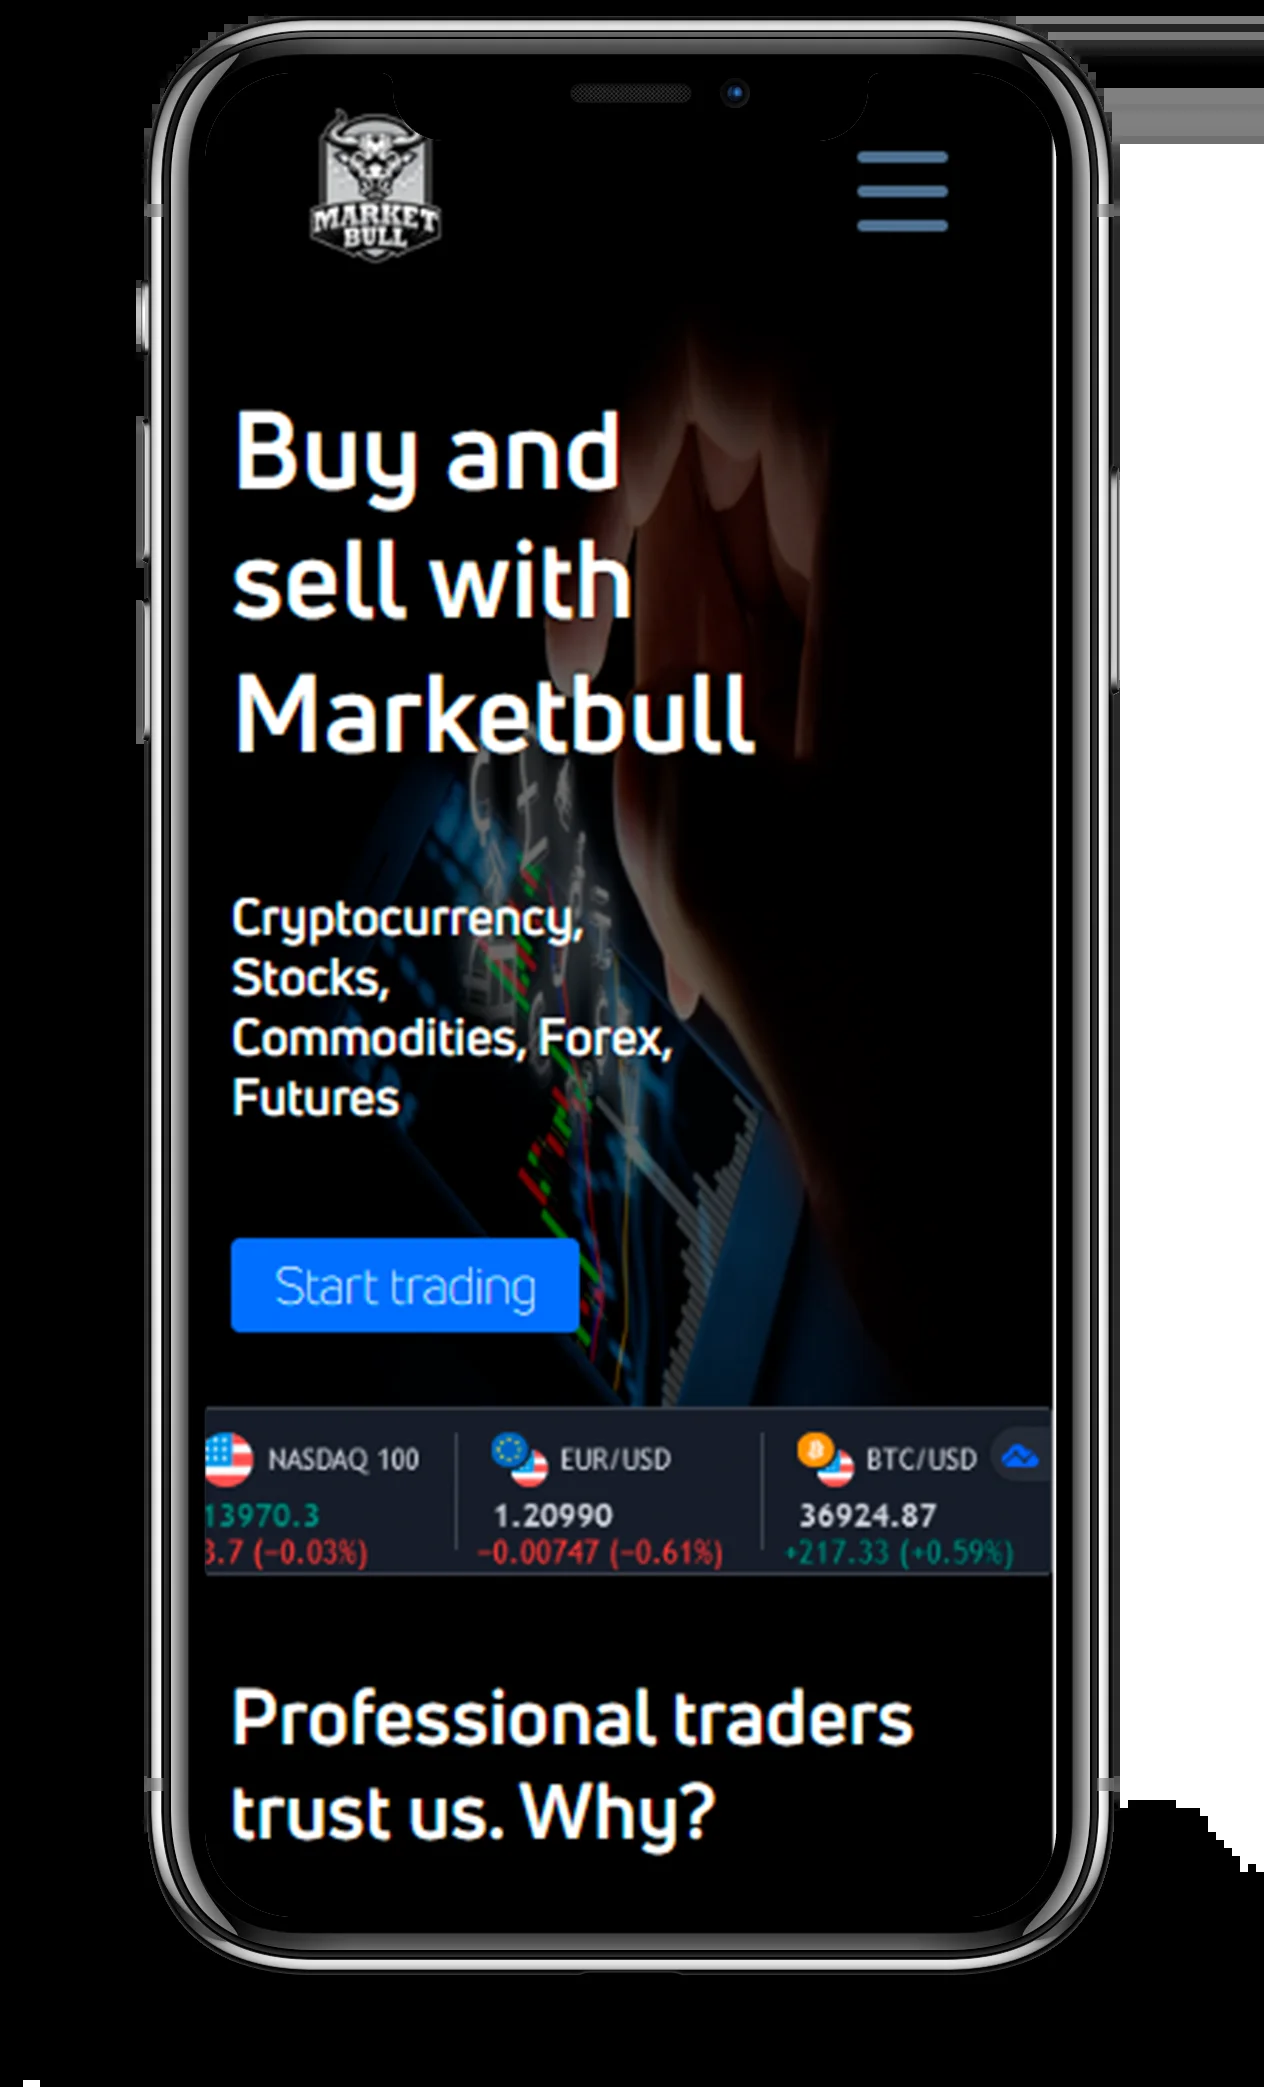 MARKET
BULL
Buy and
sell with
Marketbull
Cryptocurrency,
Stocks,
Commodities, Forex,
Futures
Start trading
NASDAQ 100
13970.3
3.7 (−0.03%)
EUR/USD
1.20990
−0.00747 (−0.61%)
BTC/USD
36924.87
+217.33 (+0.59%)
Professional traders
trust us. Why?